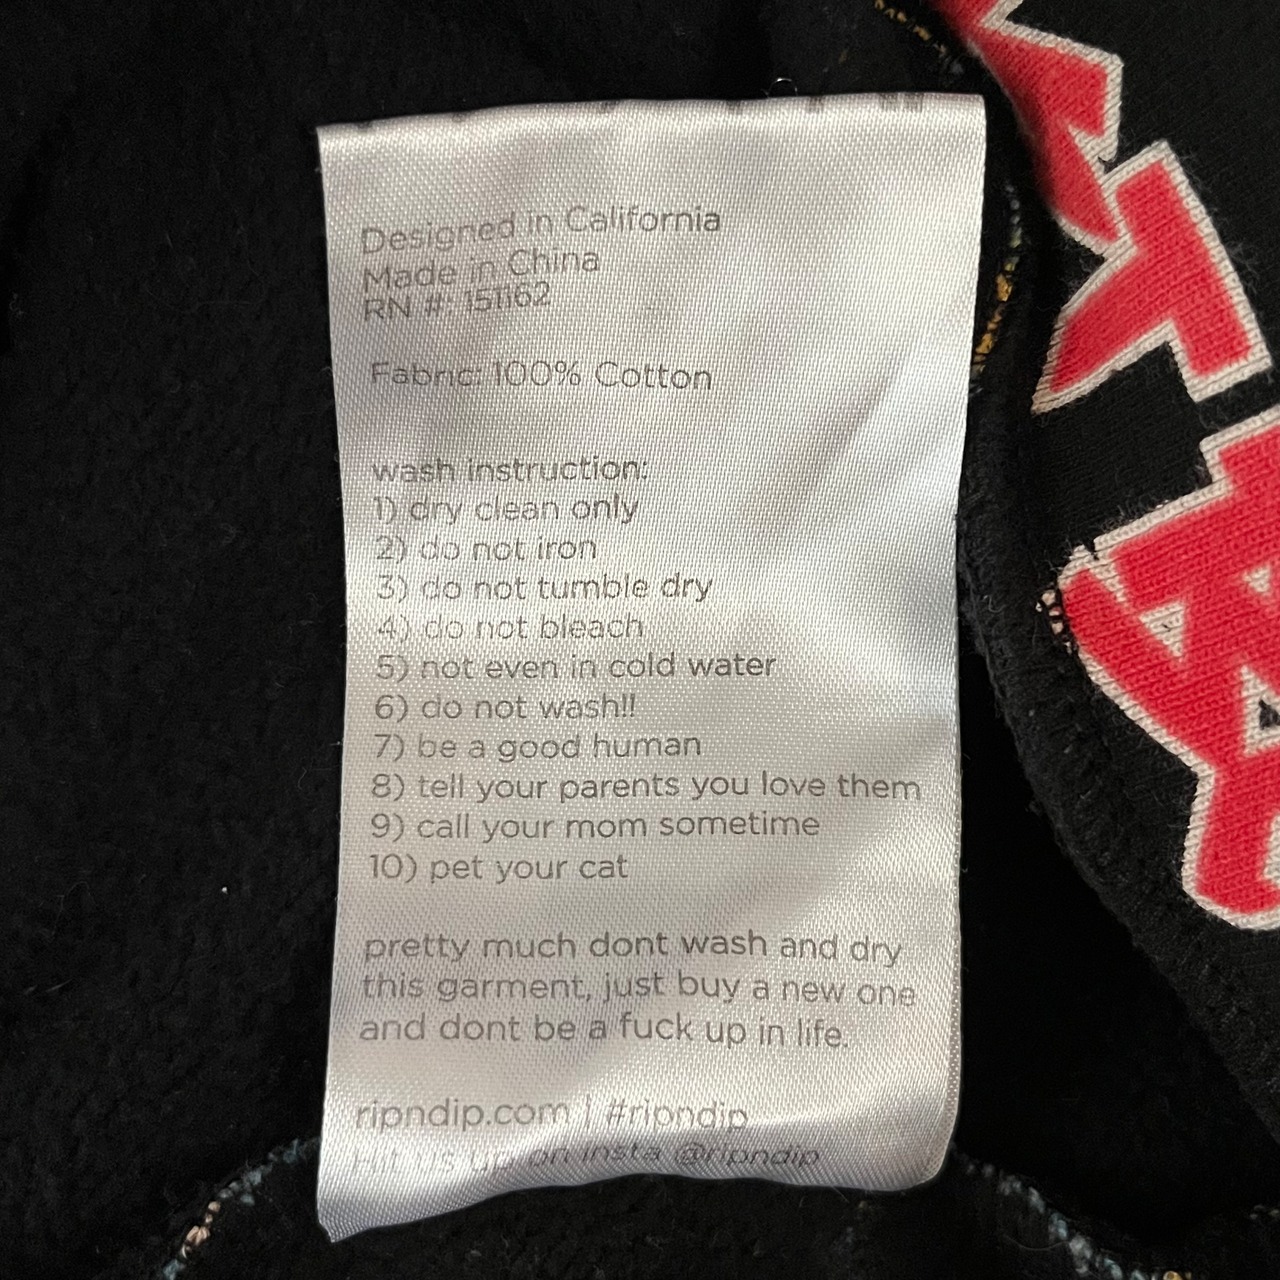 Designed in California
Made in China
RN #: 151162
Fabric: 100% Cotton
wash instruction:
1) dry clean only
2) do not iron
3) do not tumble dry
4) do not bleach
5) not even in cold water
6) do not wash!!
7) be a good human
8) tell your parents you love them
9) call your mom sometime
10) pet your cat
pretty much dont wash and dry
this garment, just buy a new one
and dont be a fuck up in life.
ripndip.com | #ripndip
Hit us up on insta @ripndip